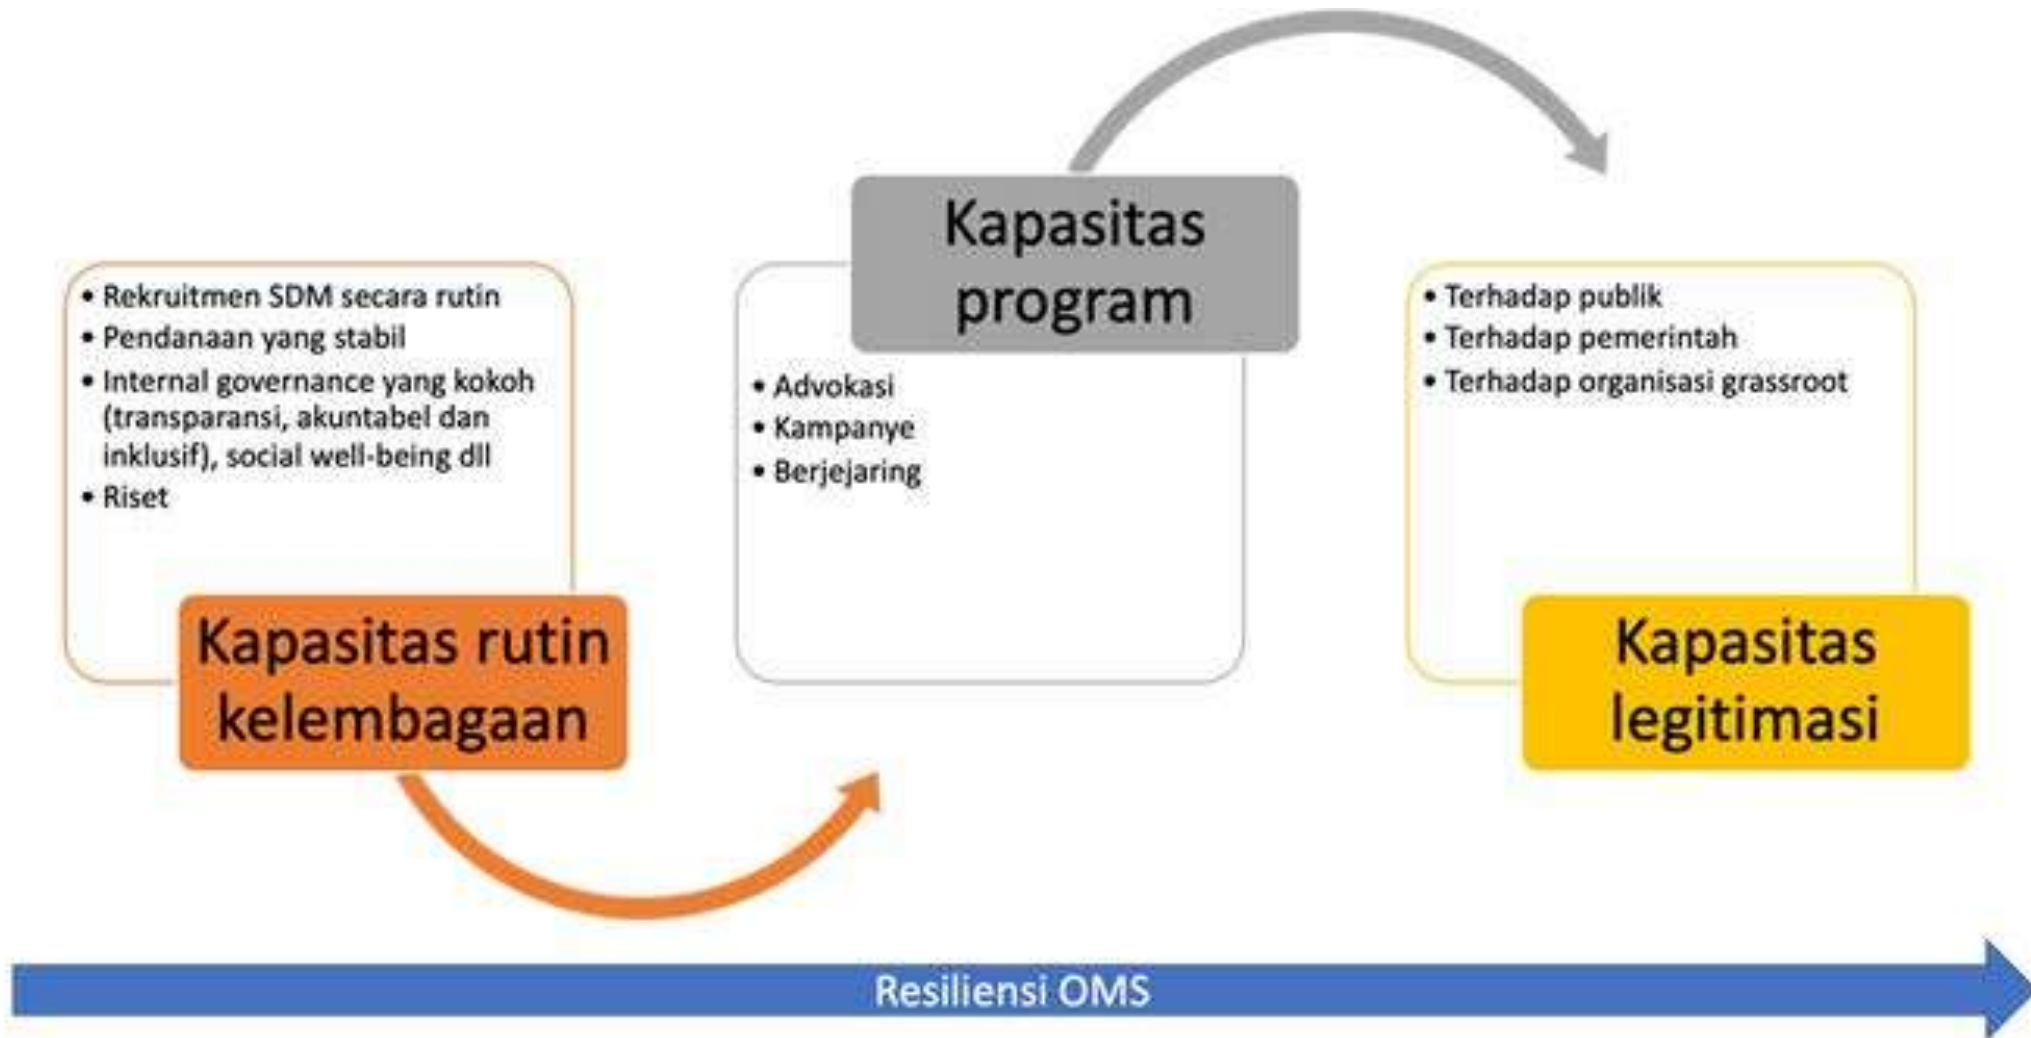 • Rekruitmen SDM secara rutin
• Pendanaan yang stabil
• Internal governance yang kokoh
(transparansi, akuntabel dan
inklusif), social well-being dll
• Riset
Kapasitas rutin
kelembagaan
Kapasitas
program
• Advokasi
• Kampanye
• Berjejaring
• Terhadap publik
• Terhadap pemerintah
• Terhadap organisasi grassroot
Kapasitas
legitimasi
Resiliensi OMS